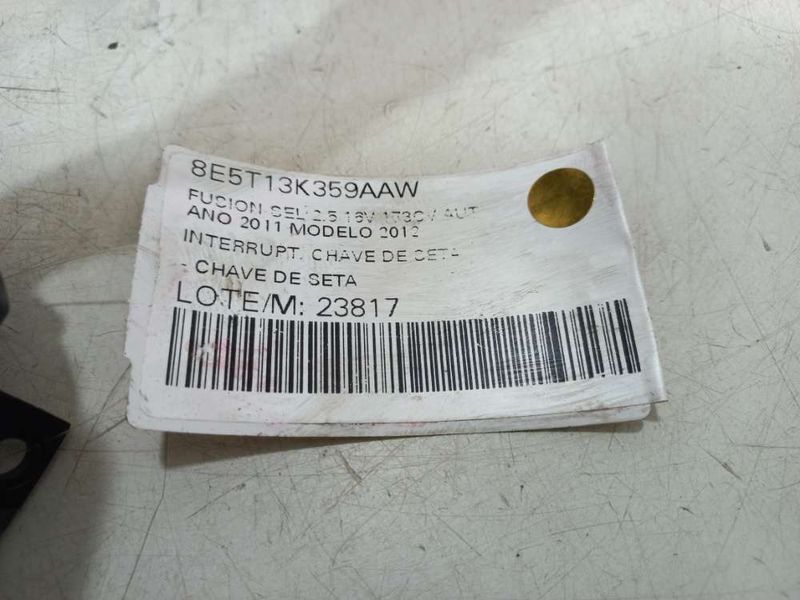 8E5T13K359AAW
FUSION SEL 2.5 16V 173CV AUT
ANO 2011 MODELO 2012
INTERRUPT. CHAVE DE SETA
- CHAVE DE SETA
LOTE/M: 23817